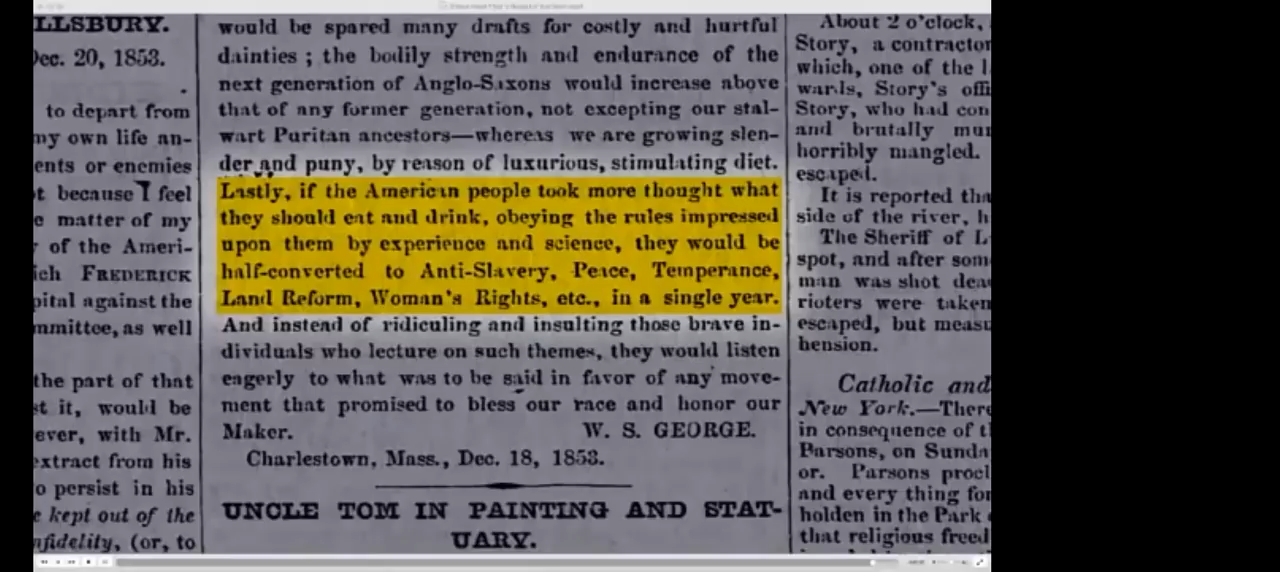 LLSBURY.
Dec. 20, 1853.
to depart from
my own life an-
ents or enemies
t because I feel
e matter of my
of the Ameri-
ich FREDERICK
pital against the
mmittee, as well
the part of that
st it, would be
ever, with Mr.
extract from his
o persist in his
e kept out of the
nfidelity, (or, to
would be spared many drafts for costly and hurtful
dainties ; the bodily strength and endurance of the
next generation of Anglo-Saxons would increase above
that of any former generation, not excepting our stal-
wart Puritan ancestors—whereas we are growing slen-
der and puny, by reason of luxurious, stimulating diet.
Lastly, if the American people took more thought what
they should eat and drink, obeying the rules impressed
upon them by experience and science, they would be
half-converted to Anti-Slavery, Peace, Temperance,
Land Reform, Woman's Rights, etc., in a single year.
And instead of ridiculing and insulting those brave in-
dividuals who lecture on such themes, they would listen
eagerly to what was to be said in favor of any move-
ment that promised to bless our race and honor our
Maker. W. S. GEORGE.
Charlestown, Mass., Dec. 18, 1853.
UNCLE TOM IN PAINTING AND STAT-
UARY.
About 2 o'clock,
Story, a contractor
which, one of the l
wards, Story's offi
Story, who had con
and brutally mur
horribly mangled.
escaped.
It is reported tha
side of the river, h
The Sheriff of L
spot, and after som
man was shot dea
rioters were taken
escaped, but measu
hension.
Catholic and
New York.—There
in consequence of t
Parsons, on Sunda
or. Parsons procl
and every thing for
holden in the Park
that religious freed